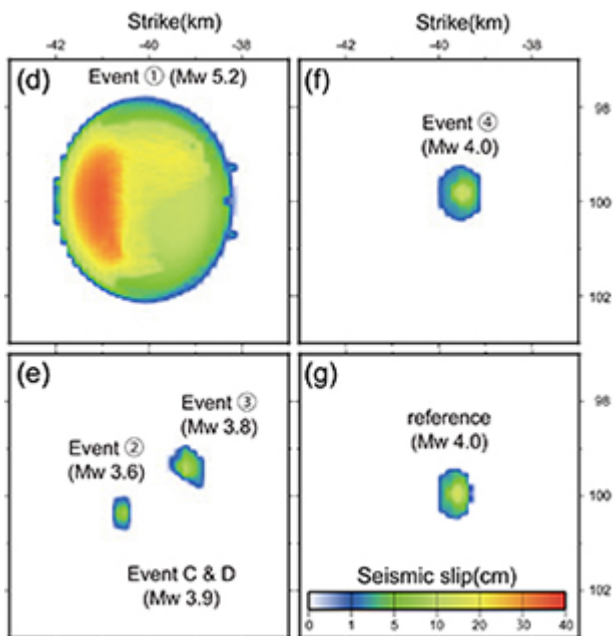 Strike(km)
Strike(km)
-42 -40 -38
-42 -40 -38
(d)
Event ① (Mw 5.2)
(f)
Event ④
(Mw 4.0)
98
100
102
(e)
Event ③
(Mw 3.8)
Event ②
(Mw 3.6)
Event C & D
(Mw 3.9)
(g)
reference
(Mw 4.0)
98
100
102
Seismic slip(cm)
0 1 5 10 20 30 40